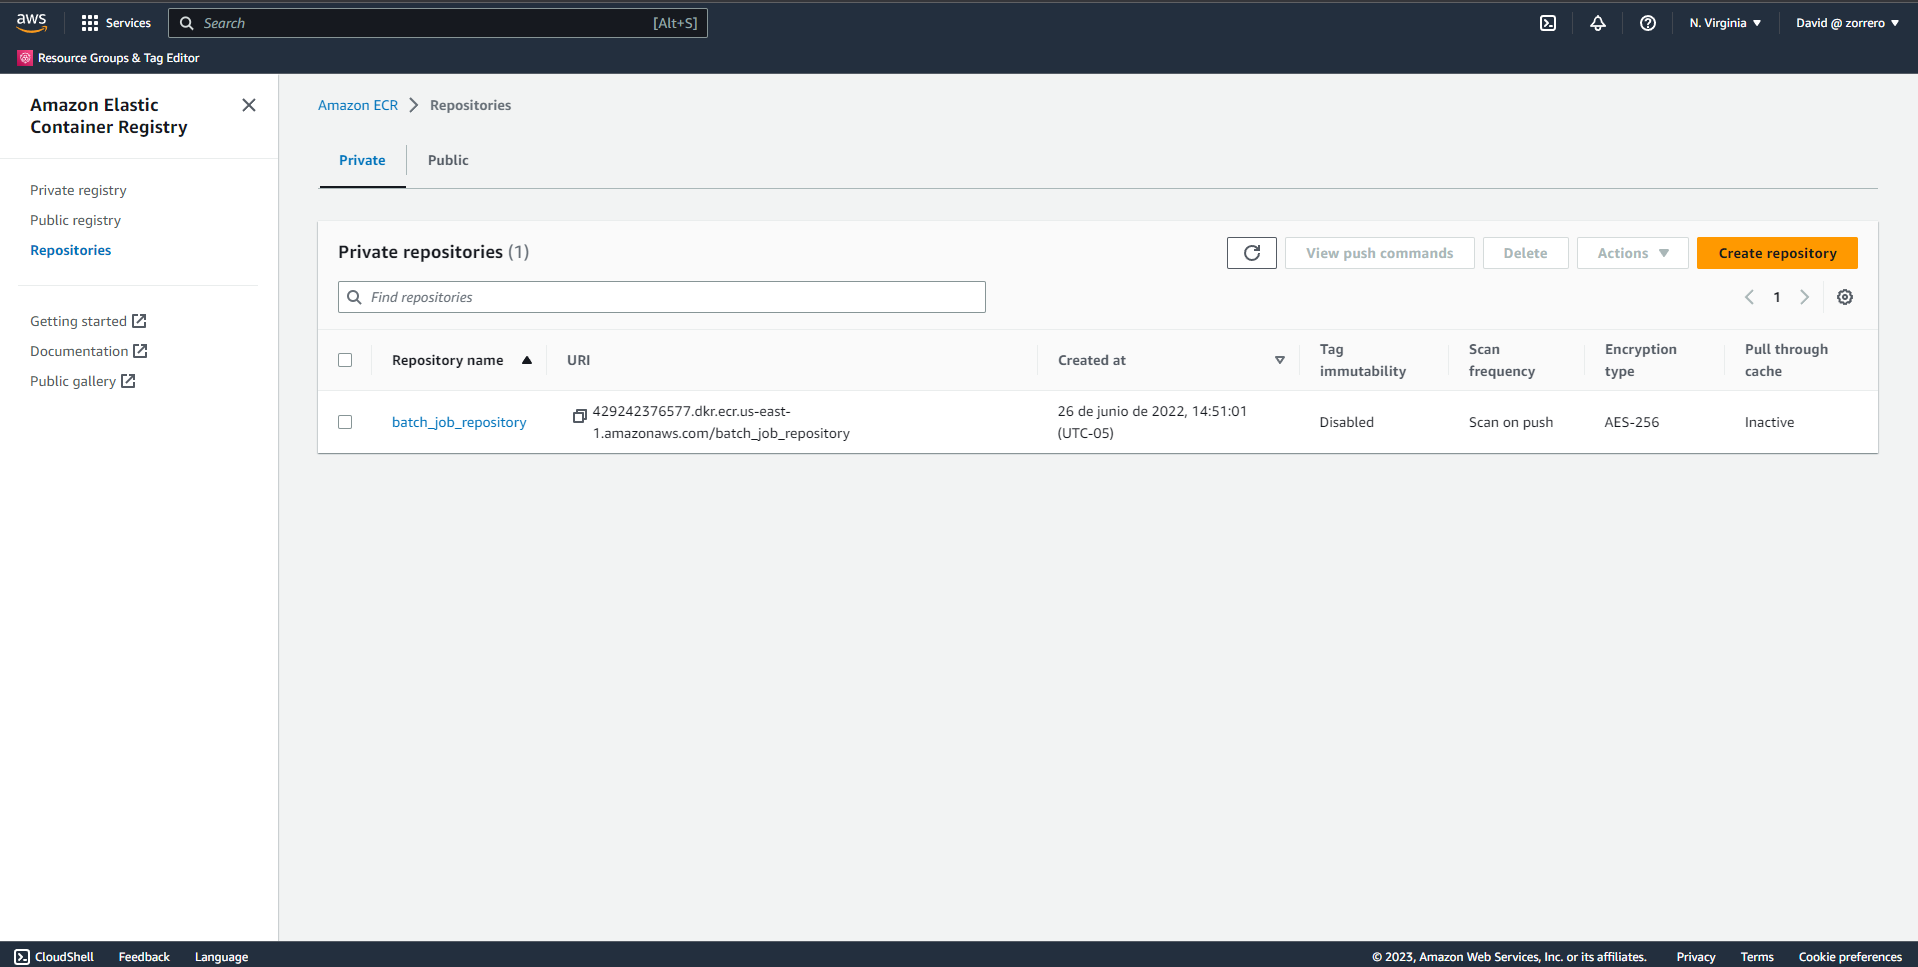 aws
Services
Search
[Alt+S]
N. Virginia
David @ zorrero
Resource Groups & Tag Editor
Amazon Elastic
Container Registry
Private registry
Public registry
Repositories
Getting started
Documentation
Public gallery
Amazon ECR
Repositories
Private
Public
Private repositories (1)
View push commands
Delete
Actions
Create repository
Find repositories
1
Repository name
URI
Created at
Tag
immutability
Scan
frequency
Encryption
type
Pull through
cache
batch_job_repository
429242376577.dkr.ecr.us-east-
1.amazonaws.com/batch_job_repository
26 de junio de 2022, 14:51:01
(UTC-05)
Disabled
Scan on push
AES-256
Inactive
CloudShell
Feedback
Language
© 2023, Amazon Web Services, Inc. or its affiliates.
Privacy
Terms
Cookie preferences